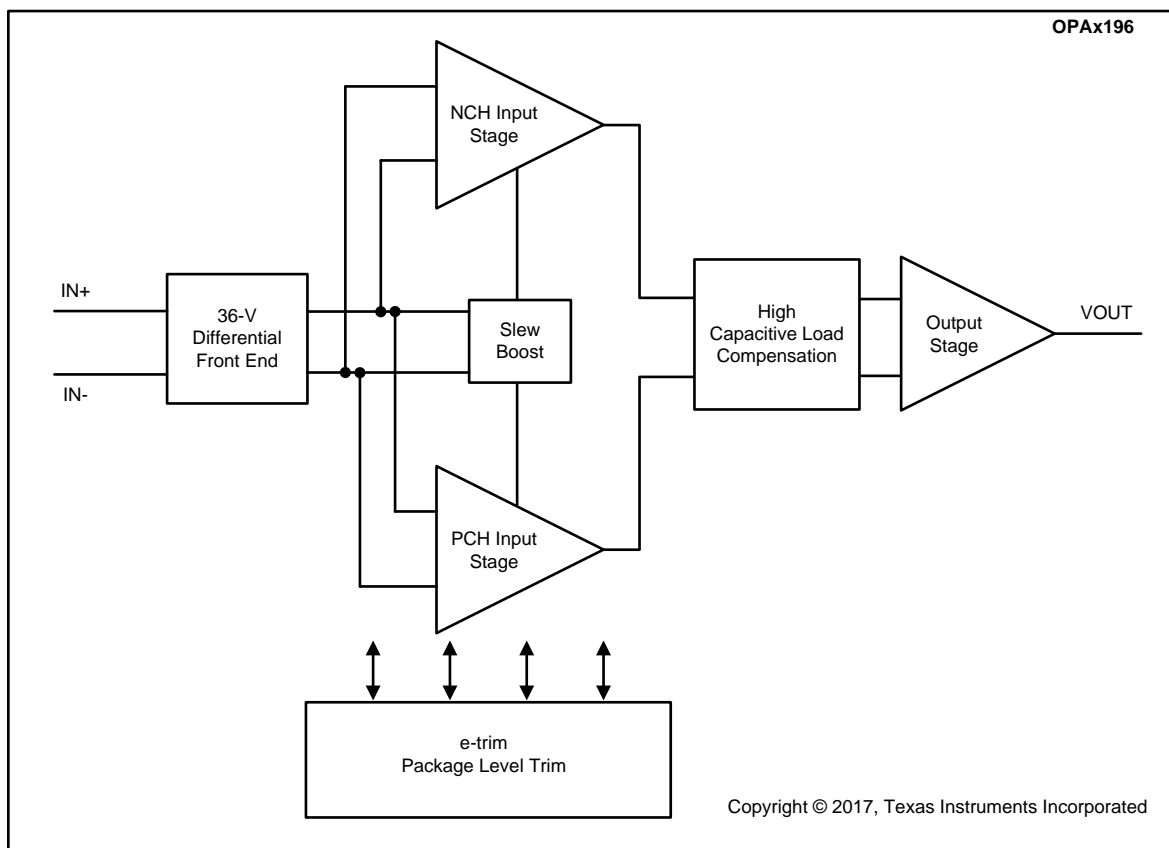 OPAx196
NCH Input
Stage
IN+
36-V
Differential
Front End
IN-
Slew
Boost
High
Capacitive Load
Compensation
Output
Stage
VOUT
PCH Input
Stage
e-trim
Package Level Trim
Copyright © 2017, Texas Instruments Incorporated